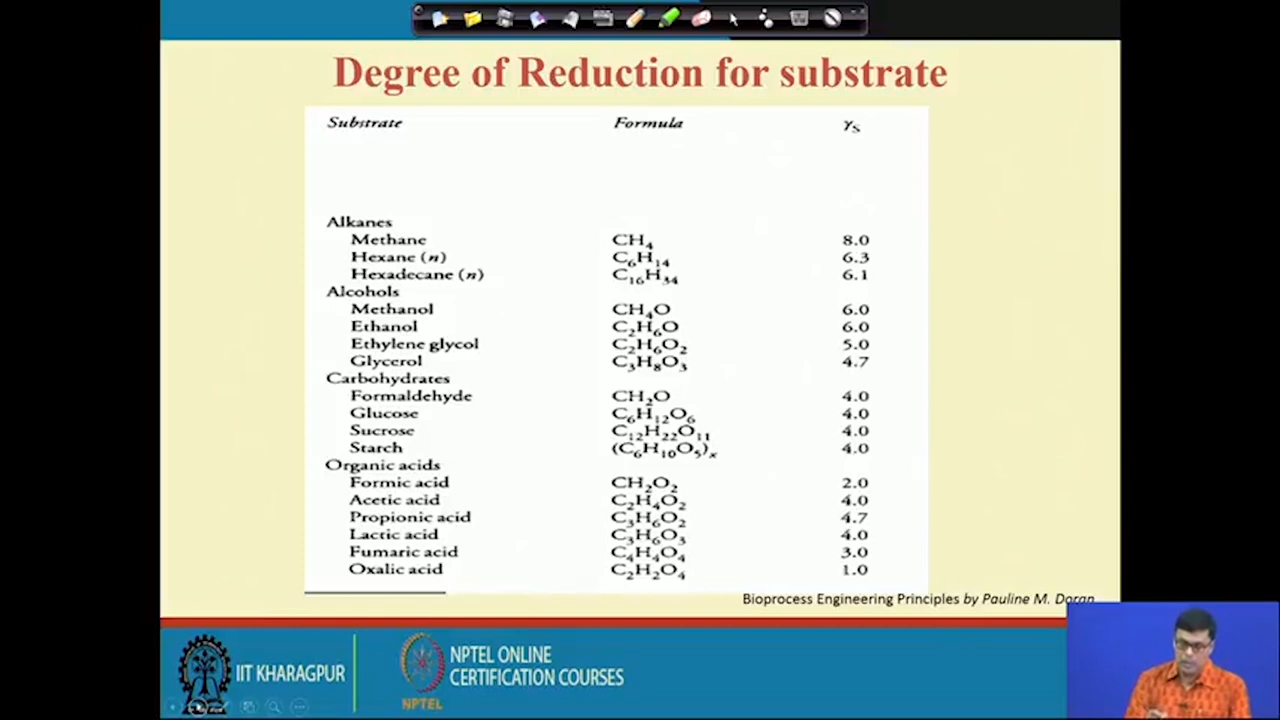 Degree of Reduction for substrate
Substrate Formula γS
Alkanes
Methane CH4 8.0
Hexane (n) C6H14 6.3
Hexadecane (n) C16H34 6.1
Alcohols
Methanol CH4O 6.0
Ethanol C2H6O 6.0
Ethylene glycol C2H6O2 5.0
Glycerol C3H8O3 4.7
Carbohydrates
Formaldehyde CH2O 4.0
Glucose C6H12O6 4.0
Sucrose C12H22O11 4.0
Starch (C6H10O5)x 4.0
Organic acids
Formic acid CH2O2 2.0
Acetic acid C2H4O2 4.0
Propionic acid C3H6O2 4.7
Lactic acid C3H6O3 4.0
Fumaric acid C4H4O4 3.0
Oxalic acid C2H2O4 1.0
Bioprocess Engineering Principles by Pauline M. Doran
IIT KHARAGPUR
NPTEL
NPTEL ONLINE
CERTIFICATION COURSES